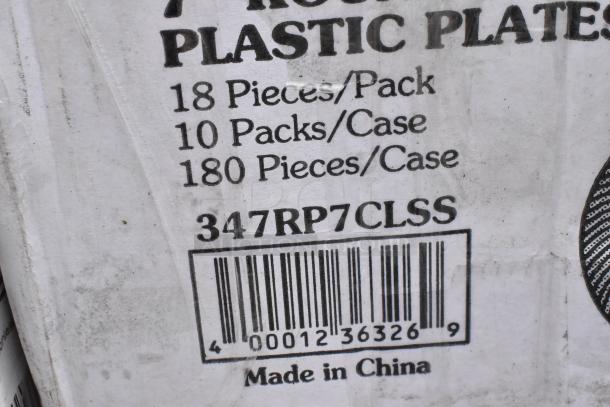 7"
PLASTIC PLATES
18 Pieces/Pack
10 Packs/Case
180 Pieces/Case
347RP7CLSS
4 00012 36326 9
Made in China